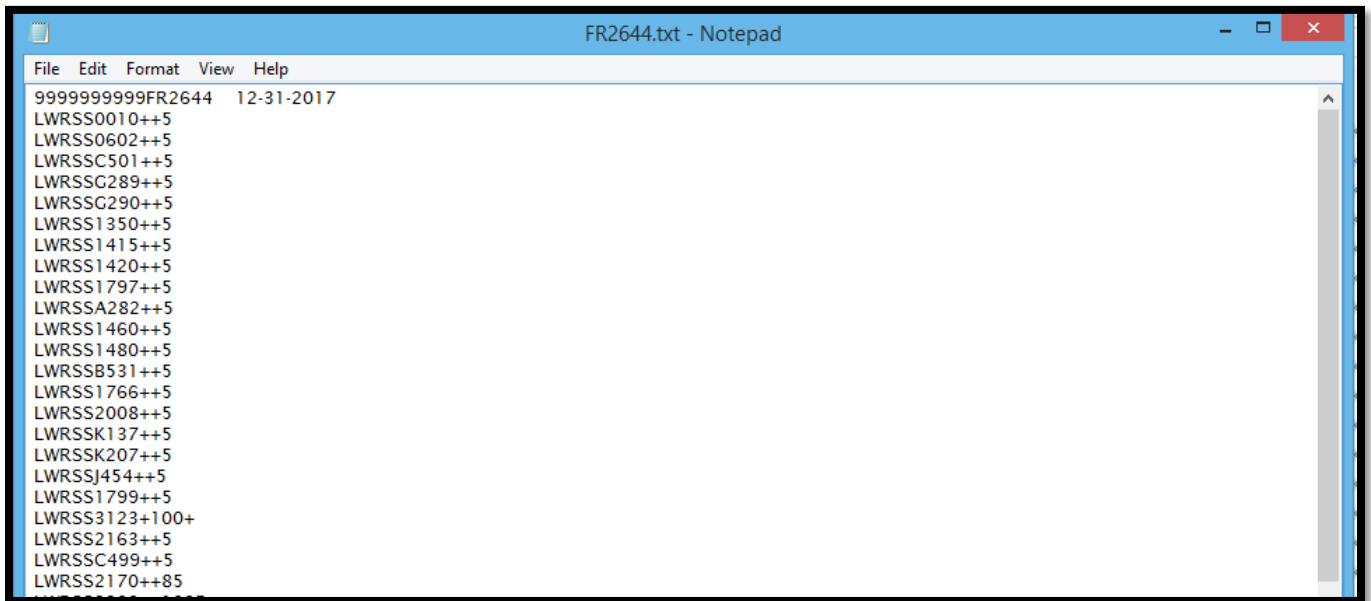 FR2644.txt - Notepad
File Edit Format View Help
9999999999FR2644 12-31-2017
LWRSS0010++5
LWRSS0602++5
LWRSSC501++5
LWRSSG289++5
LWRSSG290++5
LWRSS1350++5
LWRSS1415++5
LWRSS1420++5
LWRSS1797++5
LWRSSA282++5
LWRSS1460++5
LWRSS1480++5
LWRSSB531++5
LWRSS1766++5
LWRSS2008++5
LWRSSK137++5
LWRSSK207++5
LWRSSJ454++5
LWRSS1799++5
LWRSS3123+100+
LWRSS2163++5
LWRSSC499++5
LWRSS2170++85